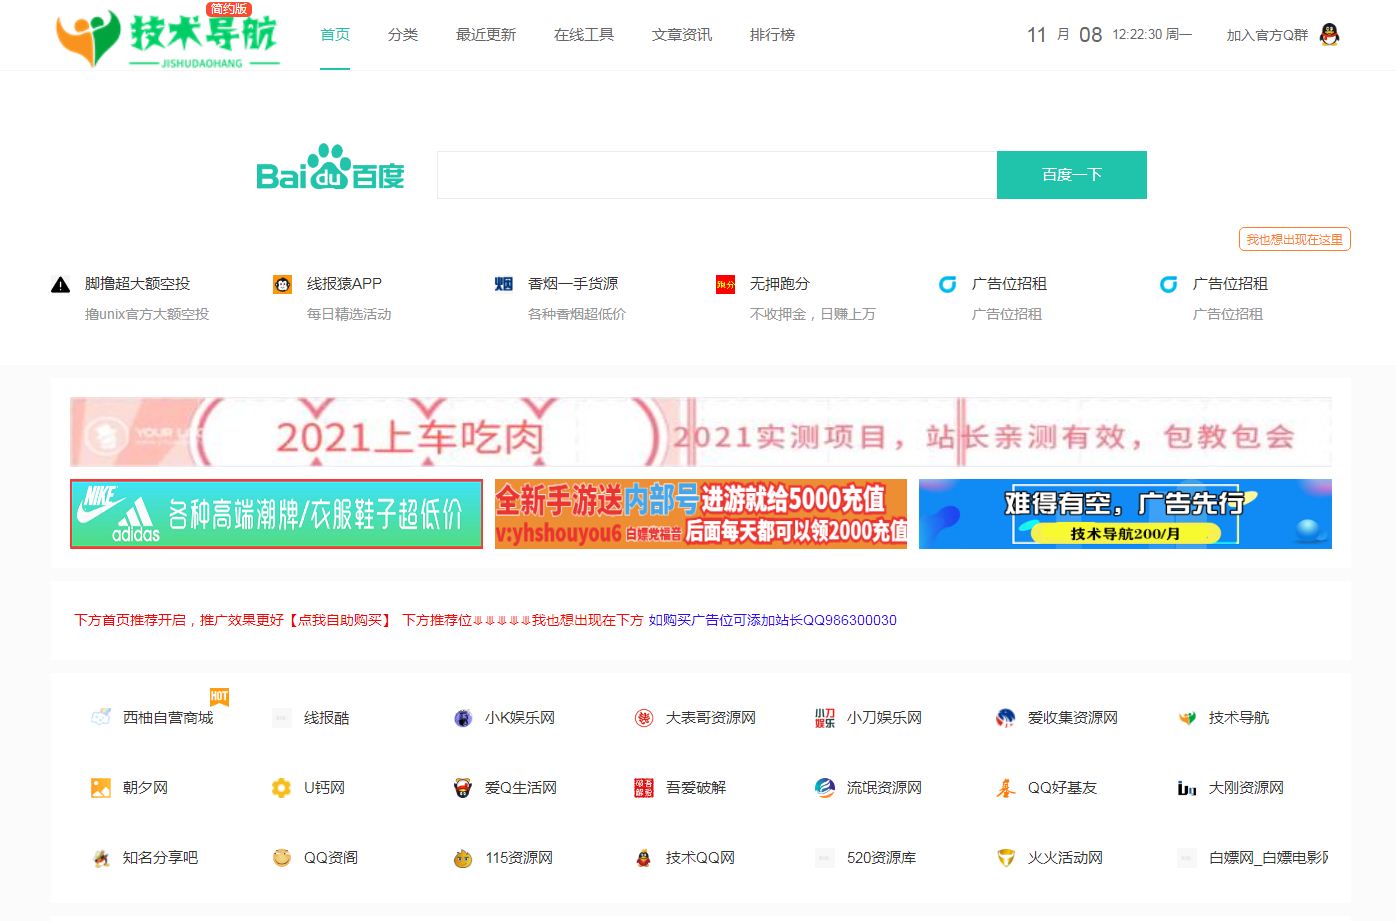 技术导航
简约版
JISHUDAOHANG
首页 分类 最近更新 在线工具 文章资讯 排行榜
11 月 08 12:22:30 周一 加入官方Q群
Bai du 百度 百度一下
我也想出现在这里
脚撸超大额空投 线报猿APP 香烟一手货源 无押跑分 广告位招租 广告位招租
撸unix官方大额空投 每日精选活动 各种香烟超低价 不收押金，日赚上万 广告位招租 广告位招租
2021上车吃肉 2021实测项目，站长亲测有效，包教包会
NIKE adidas 各种高端潮牌/衣服鞋子超低价
全新手游送内部号进游就给5000充值
v:yhshouyou6 白嫖党福音 后面每天都可以领2000充值
难得有空，广告先行
技术导航200/月
下方首页推荐开启，推广效果更好【点我自助购买】 下方推荐位⇓⇓⇓⇓⇓我也想出现在下方 如购买广告位可添加站长QQ986300030
HOT
西柚自营商城 线报酷 小K娱乐网 大表哥资源网 小刀娱乐网 爱收集资源网 技术导航
朝夕网 U钙网 爱Q生活网 吾爱破解 流氓资源网 QQ好基友 大刚资源网
知名分享吧 QQ资阁 115资源网 技术QQ网 520资源库 火火活动网 白嫖网_白嫖电影